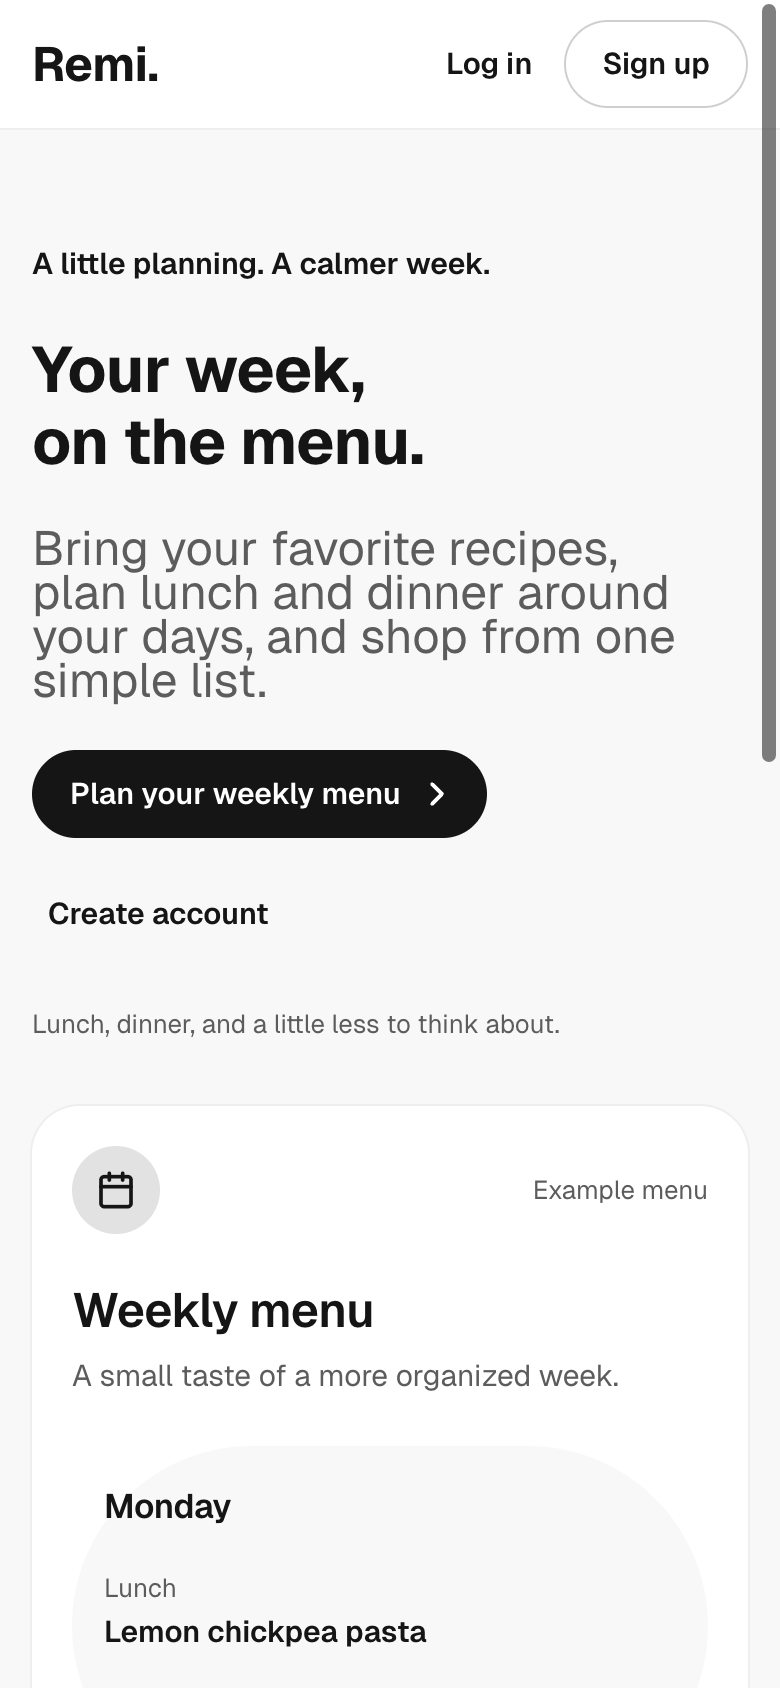 Remi.
Log in
Sign up
A little planning. A calmer week.
Your week,
on the menu.
Bring your favorite recipes,
plan lunch and dinner around
your days, and shop from one
simple list.
Plan your weekly menu
Create account
Lunch, dinner, and a little less to think about.
Example menu
Weekly menu
A small taste of a more organized week.
Monday
Lunch
Lemon chickpea pasta